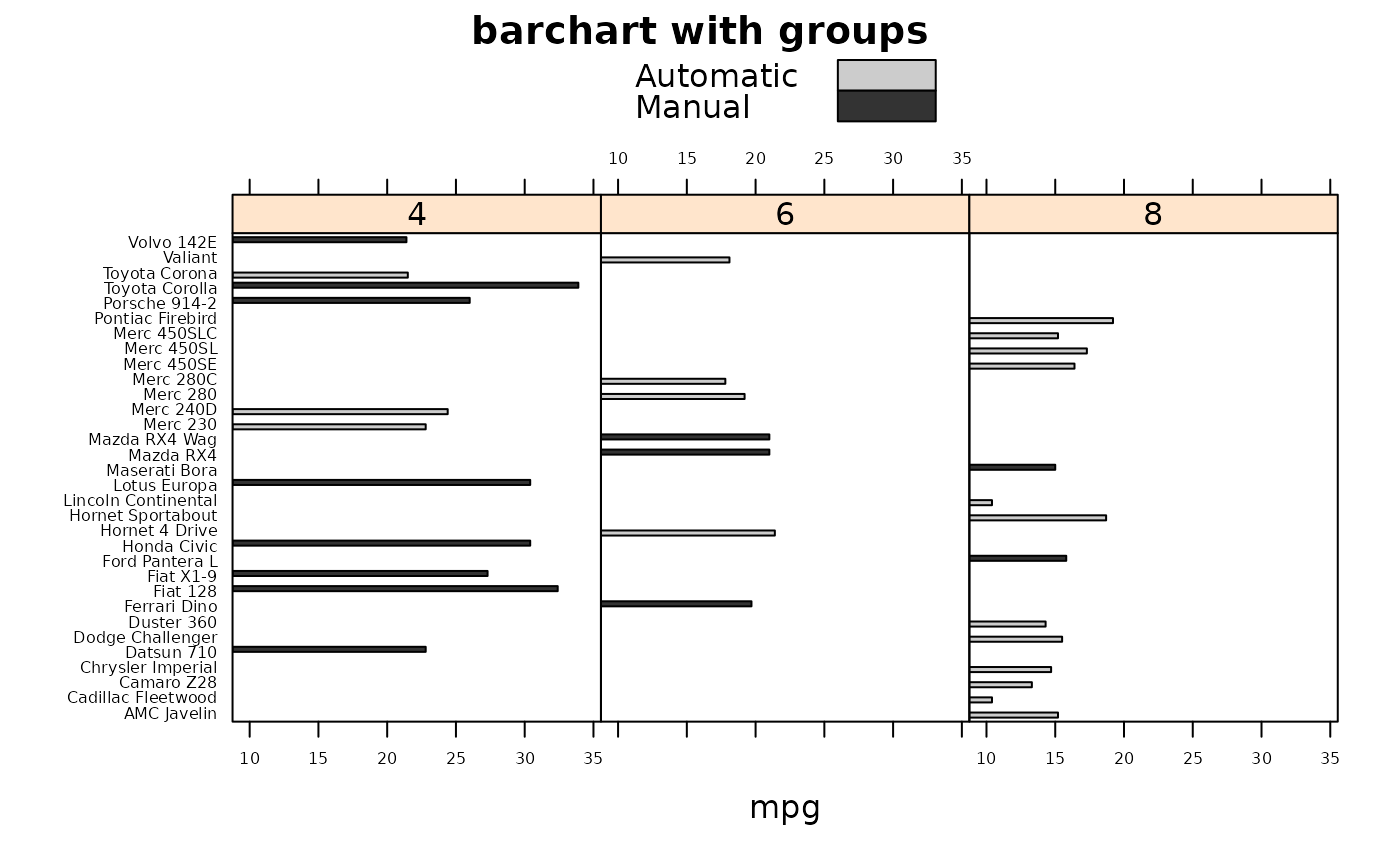 barchart with groups
Automatic
Manual
10 15 20 25 30 35
4 6 8
Volvo 142E
Valiant
Toyota Corona
Toyota Corolla
Porsche 914-2
Pontiac Firebird
Merc 450SLC
Merc 450SL
Merc 450SE
Merc 280C
Merc 280
Merc 240D
Merc 230
Mazda RX4 Wag
Mazda RX4
Maserati Bora
Lotus Europa
Lincoln Continental
Hornet Sportabout
Hornet 4 Drive
Honda Civic
Ford Pantera L
Fiat X1-9
Fiat 128
Ferrari Dino
Duster 360
Dodge Challenger
Datsun 710
Chrysler Imperial
Camaro Z28
Cadillac Fleetwood
AMC Javelin
10 15 20 25 30 35 10 15 20 25 30 35
mpg